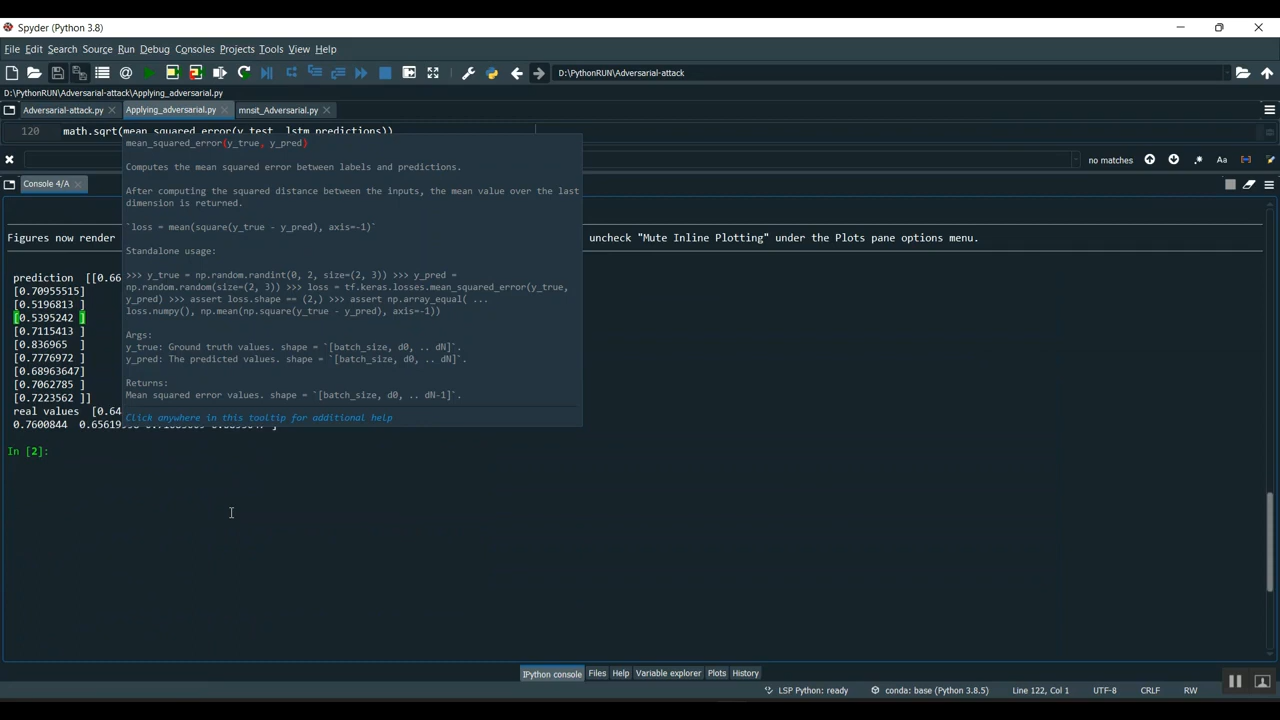 Spyder (Python 3.8)
File Edit Search Source Run Debug Consoles Projects Tools View Help
D:\PythonRUN\Adversarial-attack
D:\PythonRUN\Adversarial-attack\Applying_adversarial.py
Adversarial-attack.py Applying_adversarial.py mnsit_Adversarial.py
120 math.sqrt(mean_squared_error(y_test, lstm_predictions))
mean_squared_error(y_true, y_pred)
no matches Aa
Computes the mean squared error between labels and predictions.
Console 4/A
After computing the squared distance between the inputs, the mean value over the last
dimension is returned.
`loss = mean(square(y_true - y_pred), axis=-1)`
Figures now render uncheck "Mute Inline Plotting" under the Plots pane options menu.
Standalone usage:
>>> y_true = np.random.randint(0, 2, size=(2, 3)) >>> y_pred =
np.random.random(size=(2, 3)) >>> loss = tf.keras.losses.mean_squared_error(y_true,
y_pred) >>> assert loss.shape == (2,) >>> assert np.array_equal( ...
loss.numpy(), np.mean(np.square(y_true - y_pred), axis=-1))
Args:
y_true: Ground truth values. shape = `[batch_size, d0, .. dN]`.
y_pred: The predicted values. shape = `[batch_size, d0, .. dN]`.
Returns:
Mean squared error values. shape = `[batch_size, d0, .. dN-1]`.
Click anywhere in this tooltip for additional help
prediction [[0.66
[0.70955515]
[0.5196813 ]
[0.5395242 ]
[0.7115413 ]
[0.836965 ]
[0.7776972 ]
[0.68963647]
[0.7062785 ]
[0.7223562 ]]
real values [0.64
0.7600844
In [2]:
IPython console Files Help Variable explorer Plots History
LSP Python: ready conda: base (Python 3.8.5) Line 122, Col 1 UTF-8 CRLF RW